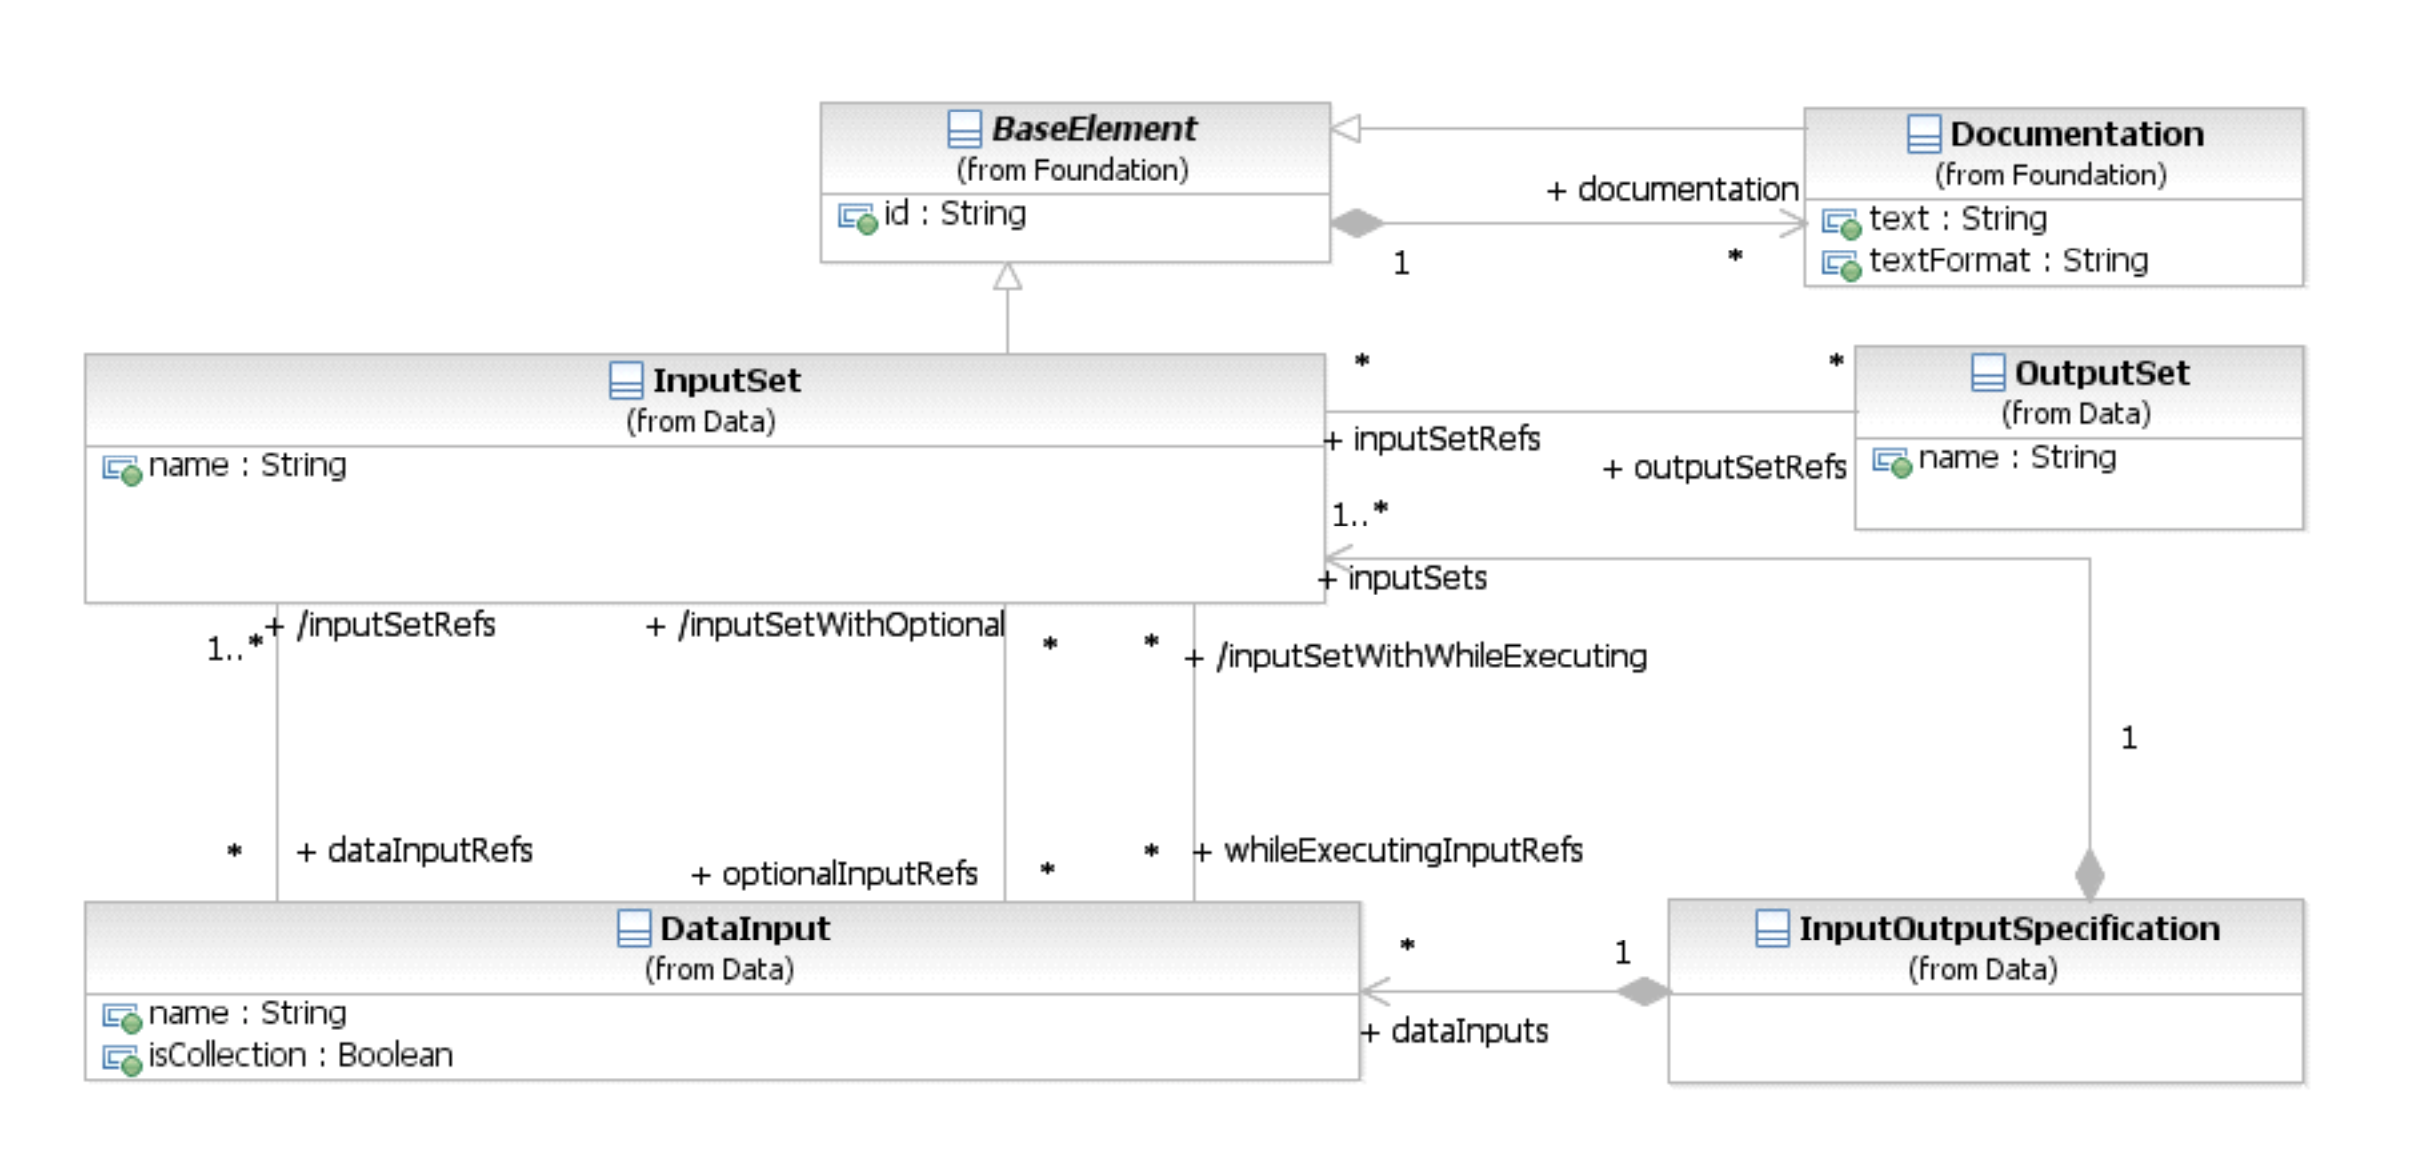 BaseElement
(from Foundation)
id : String
Documentation
(from Foundation)
text : String
textFormat : String
+ documentation
1
*
InputSet
(from Data)
name : String
*
*
+ inputSetRefs
+ outputSetRefs
OutputSet
(from Data)
name : String
1..*
+ inputSets
1
1..*
+ /inputSetRefs
+ /inputSetWithOptional
*
*
+ /inputSetWithWhileExecuting
*
+ dataInputRefs
+ optionalInputRefs
*
*
+ whileExecutingInputRefs
DataInput
(from Data)
name : String
isCollection : Boolean
*
1
+ dataInputs
InputOutputSpecification
(from Data)